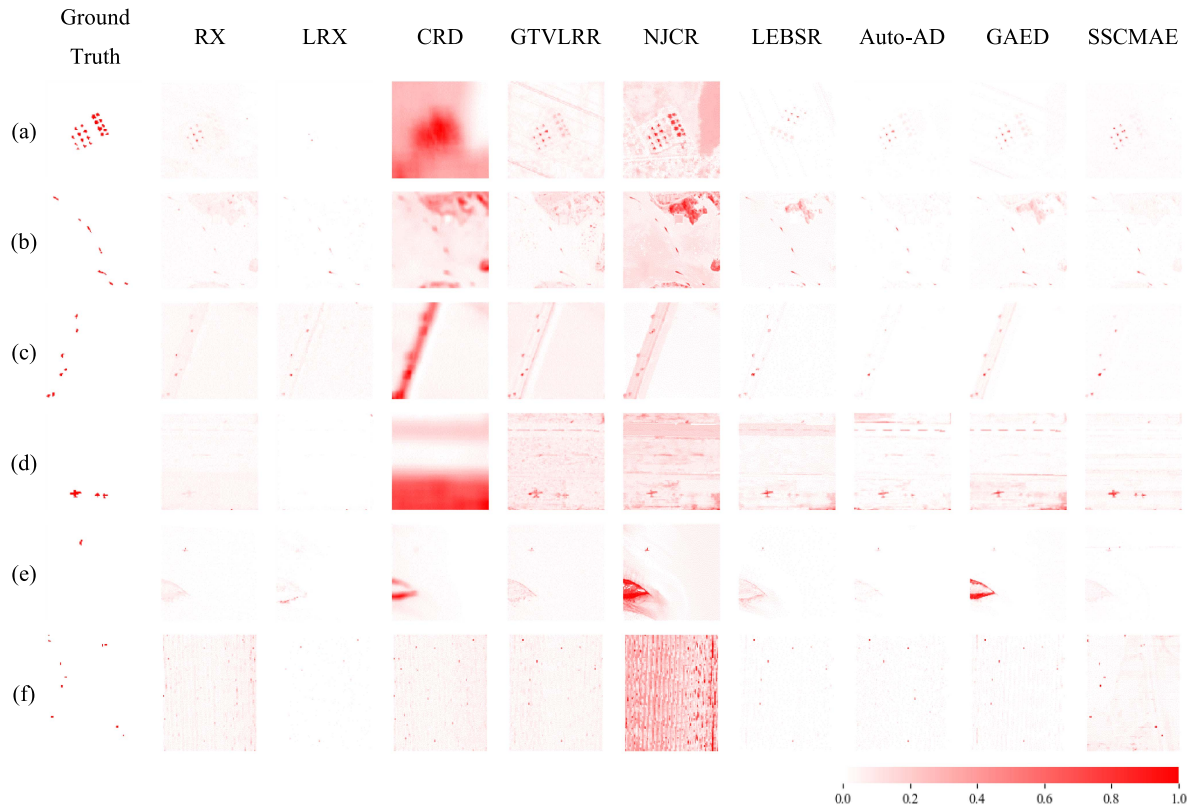 Ground
Truth
RX LRX CRD GTVLRR NJCR LEBSR Auto-AD GAED SSCMAE
(a)
(b)
(c)
(d)
(e)
(f)
0.0 0.2 0.4 0.6 0.8 1.0